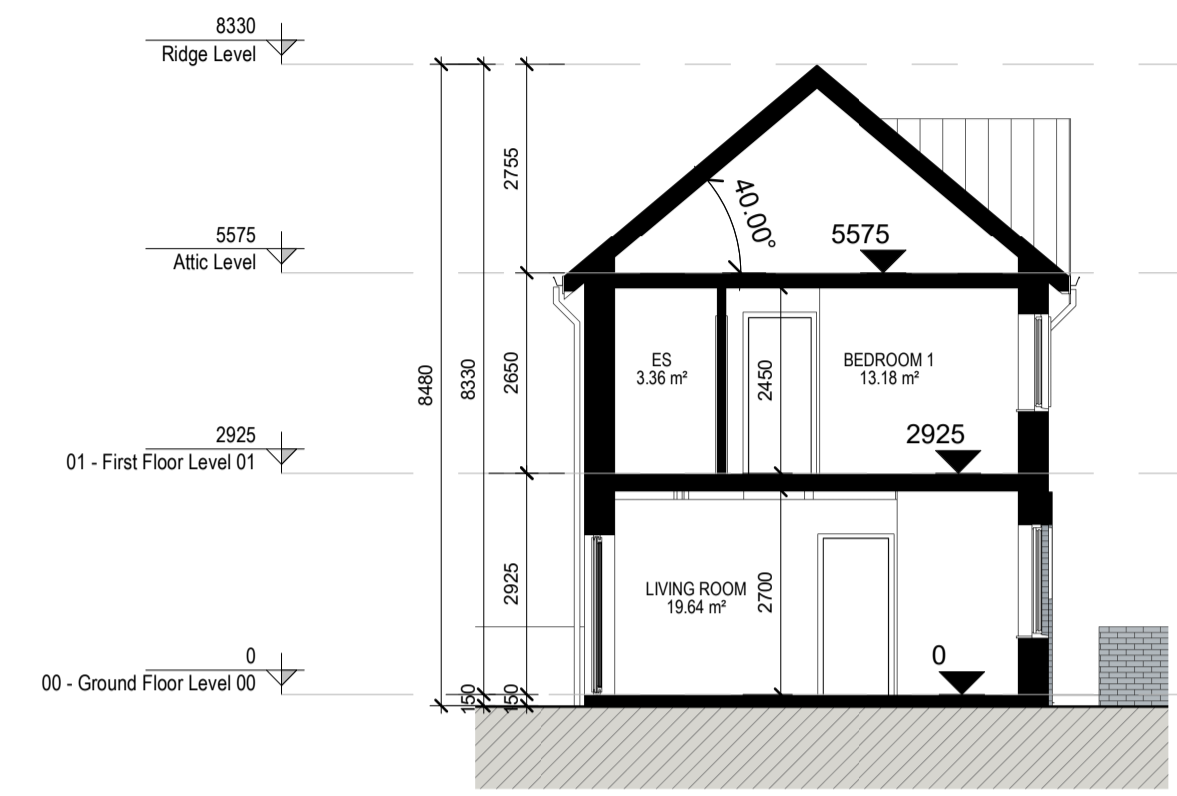 8330
Ridge Level
2755
40.00°
5575
5575
Attic Level
8480
8330
2650
ES
3.36 m²
2450
BEDROOM 1
13.18 m²
2925
2925
01 - First Floor Level 01
2925
LIVING ROOM
19.64 m²
2700
0
0
00 - Ground Floor Level 00
150
150